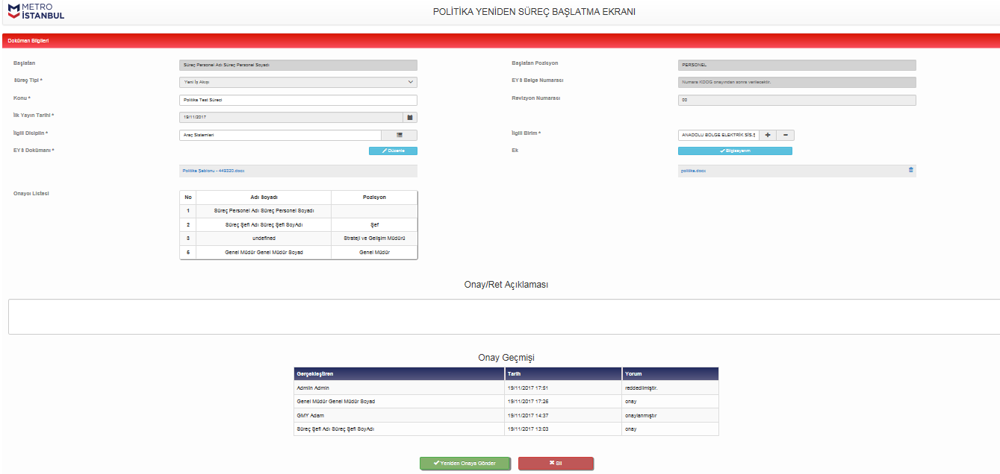 METRO
İSTANBUL
POLİTİKA YENİDEN SÜREÇ BAŞLATMA EKRANI
Doküman Bilgileri
Başlatan
Süreç Personel Adı Süreç Personel Soyadı
Başlatan Pozisyon
PERSONEL
Süreç Tipi *
Yeni İş Akışı
EYS Belge Numarası
Numara KDGG onayından sonra verilecektir.
Konu *
Politika Test Süreci
Revizyon Numarası
00
İlk Yayın Tarihi *
19/11/2017
İlgili Disiplin *
Araç Sistemleri
İlgili Birim *
ANADOLU BÖLGE ELEKTRİK SİS.Ş
EYS Dokümanı *
Düzenle
Ek
Bilgisayarım
Politika Şablonu - 449330.docx
politika.docx
Onaycı Listesi
No Adı Soyadı Pozisyon
1 Süreç Personel Adı Süreç Personel Soyadı
2 Süreç Şefi Adı Süreç Şefi SoyAdı Şef
3 undefined Strateji ve Gelişim Müdürü
5 Genel Müdür Genel Müdür Soyad Genel Müdür
Onay/Ret Açıklaması
Onay Geçmişi
Gerçekleştiren Tarih Yorum
Admiin Admin 19/11/2017 17:51 reddedilmiştir.
Genel Müdür Genel Müdür Soyad 19/11/2017 17:26 onay
GMY Adam 19/11/2017 14:37 onaylanmıştır
Süreç Şefi Adı Süreç Şefi SoyAdı 19/11/2017 13:03 onay
Yeniden Onaya Gönder
Sil